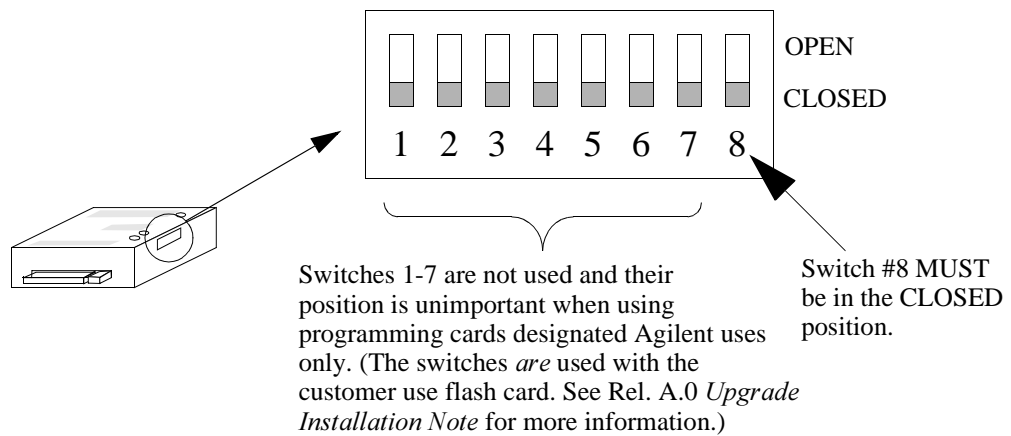 OPEN
CLOSED
1 2 3 4 5 6 7 8
Switches 1-7 are not used and their
position is unimportant when using
programming cards designated Agilent uses
only. (The switches are used with the
customer use flash card. See Rel. A.0 Upgrade
Installation Note for more information.)
Switch #8 MUST
be in the CLOSED
position.